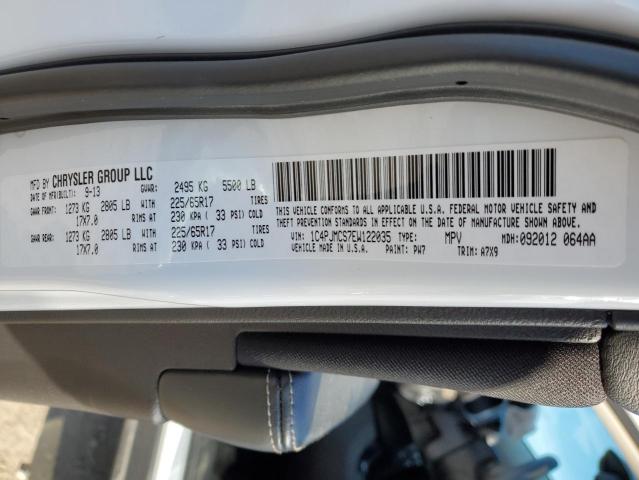 MFD BY CHRYSLER GROUP LLC
DATE OF MFR(BUILT): 9-13 GVWR: 2495 KG 5500 LB
GAWR FRONT: 1273 KG 2805 LB WITH 225/65R17 TIRES
17X7.0 RIMS AT 230 KPA ( 33 PSI) COLD
GAWR REAR: 1273 KG 2805 LB WITH 225/65R17 TIRES
17X7.0 RIMS AT 230 KPA ( 33 PSI) COLD
THIS VEHICLE CONFORMS TO ALL APPLICABLE U.S.A. FEDERAL MOTOR VEHICLE SAFETY AND
THEFT PREVENTION STANDARDS IN EFFECT ON THE DATE OF MANUFACTURE SHOWN ABOVE.
VIN: 1C4PJMCS7EW122035 TYPE: MPV MDH: 092012 064AA
VEHICLE MADE IN U.S.A. PAINT: PW7 TRIM: A7X9